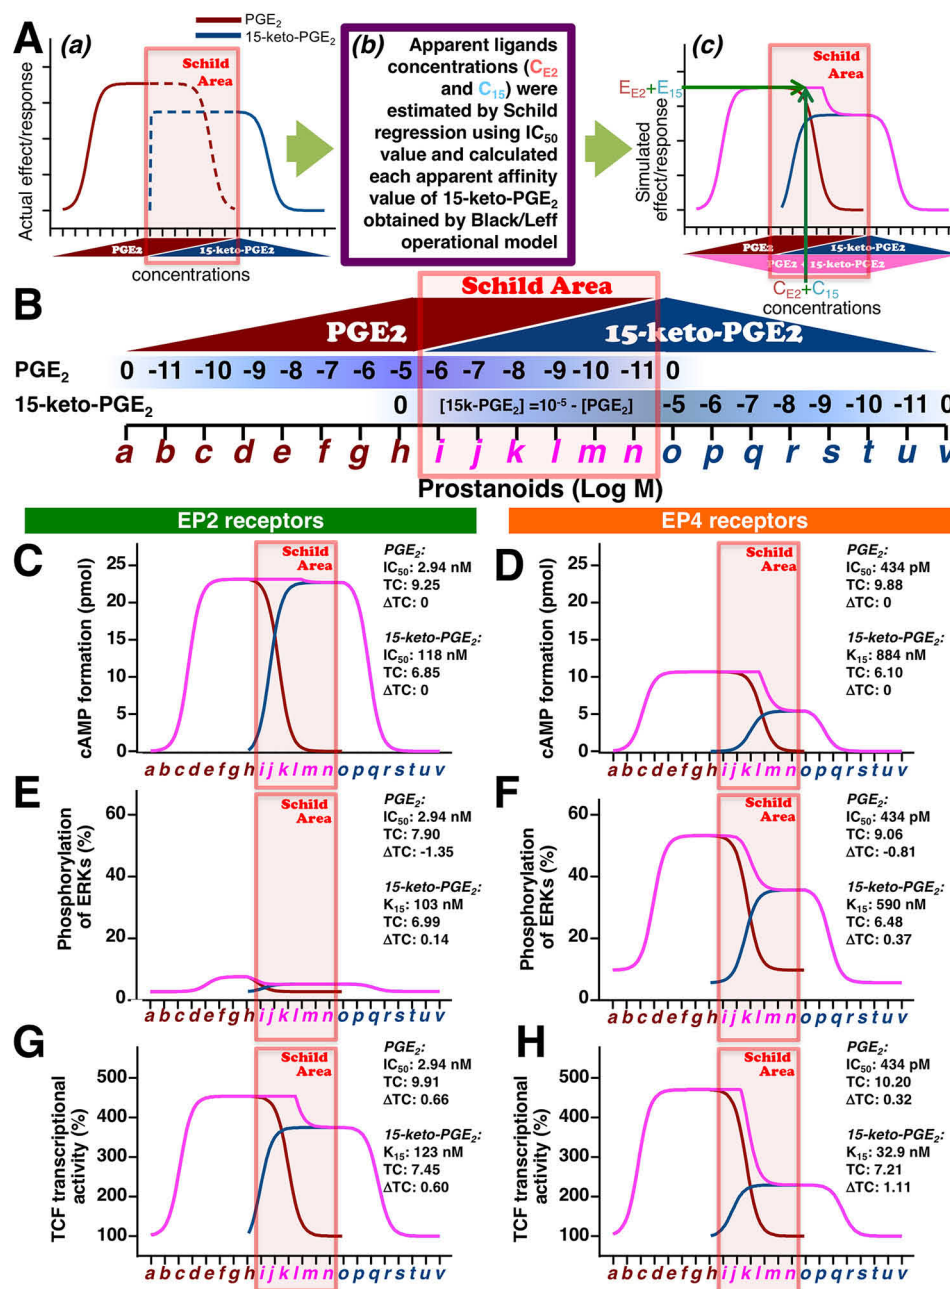 A
(a)
PGE2
15-keto-PGE2
Schild
Area
Actual effect/response
PGE2
15-keto-PGE2
concentrations
(b)
Apparent ligands
concentrations (CE2
and C15) were
estimated by Schild
regression using IC50
value and calculated
each apparent affinity
value of 15-keto-PGE2
obtained by Black/Leff
operational model
(c)
Schild
Area
EE2+E15
Simulated
effect/response
PGE2
15-keto-PGE2
PGE2 + 15-keto-PGE2
CE2+C15
concentrations
B
Schild Area
PGE2
15-keto-PGE2
PGE2
0 -11 -10 -9 -8 -7 -6 -5 -6 -7 -8 -9 -10 -11 0
15-keto-PGE2
0 [15k-PGE2] =10-5 - [PGE2] -5 -6 -7 -8 -9 -10 -11 0
a b c d e f g h i j k l m n o p q r s t u v
Prostanoids (Log M)
EP2 receptors
EP4 receptors
C
cAMP formation (pmol)
25
20
15
10
5
0
Schild
Area
PGE2:
IC50: 2.94 nM
TC: 9.25
ΔTC: 0
15-keto-PGE2:
IC50: 118 nM
TC: 6.85
ΔTC: 0
a b c d e f g h i j k l m n o p q r s t u v
D
cAMP formation (pmol)
25
20
15
10
5
0
Schild
Area
PGE2:
IC50: 434 pM
TC: 9.88
ΔTC: 0
15-keto-PGE2:
K15: 884 nM
TC: 6.10
ΔTC: 0
a b c d e f g h i j k l m n o p q r s t u v
E
Phosphorylation
of ERKs (%)
60
40
20
0
Schild
Area
PGE2:
IC50: 2.94 nM
TC: 7.90
ΔTC: -1.35
15-keto-PGE2:
K15: 103 nM
TC: 6.99
ΔTC: 0.14
a b c d e f g h i j k l m n o p q r s t u v
F
Phosphorylation
of ERKs (%)
60
40
20
0
Schild
Area
PGE2:
IC50: 434 pM
TC: 9.06
ΔTC: -0.81
15-keto-PGE2:
K15: 590 nM
TC: 6.48
ΔTC: 0.37
a b c d e f g h i j k l m n o p q r s t u v
G
TCF transcriptional
activity (%)
500
400
300
200
100
Schild
Area
PGE2:
IC50: 2.94 nM
TC: 9.91
ΔTC: 0.66
15-keto-PGE2:
K15: 123 nM
TC: 7.45
ΔTC: 0.60
a b c d e f g h i j k l m n o p q r s t u v
H
TCF transcriptional
activity (%)
500
400
300
200
100
Schild
Area
PGE2:
IC50: 434 pM
TC: 10.20
ΔTC: 0.32
15-keto-PGE2:
K15: 32.9 nM
TC: 7.21
ΔTC: 1.11
a b c d e f g h i j k l m n o p q r s t u v